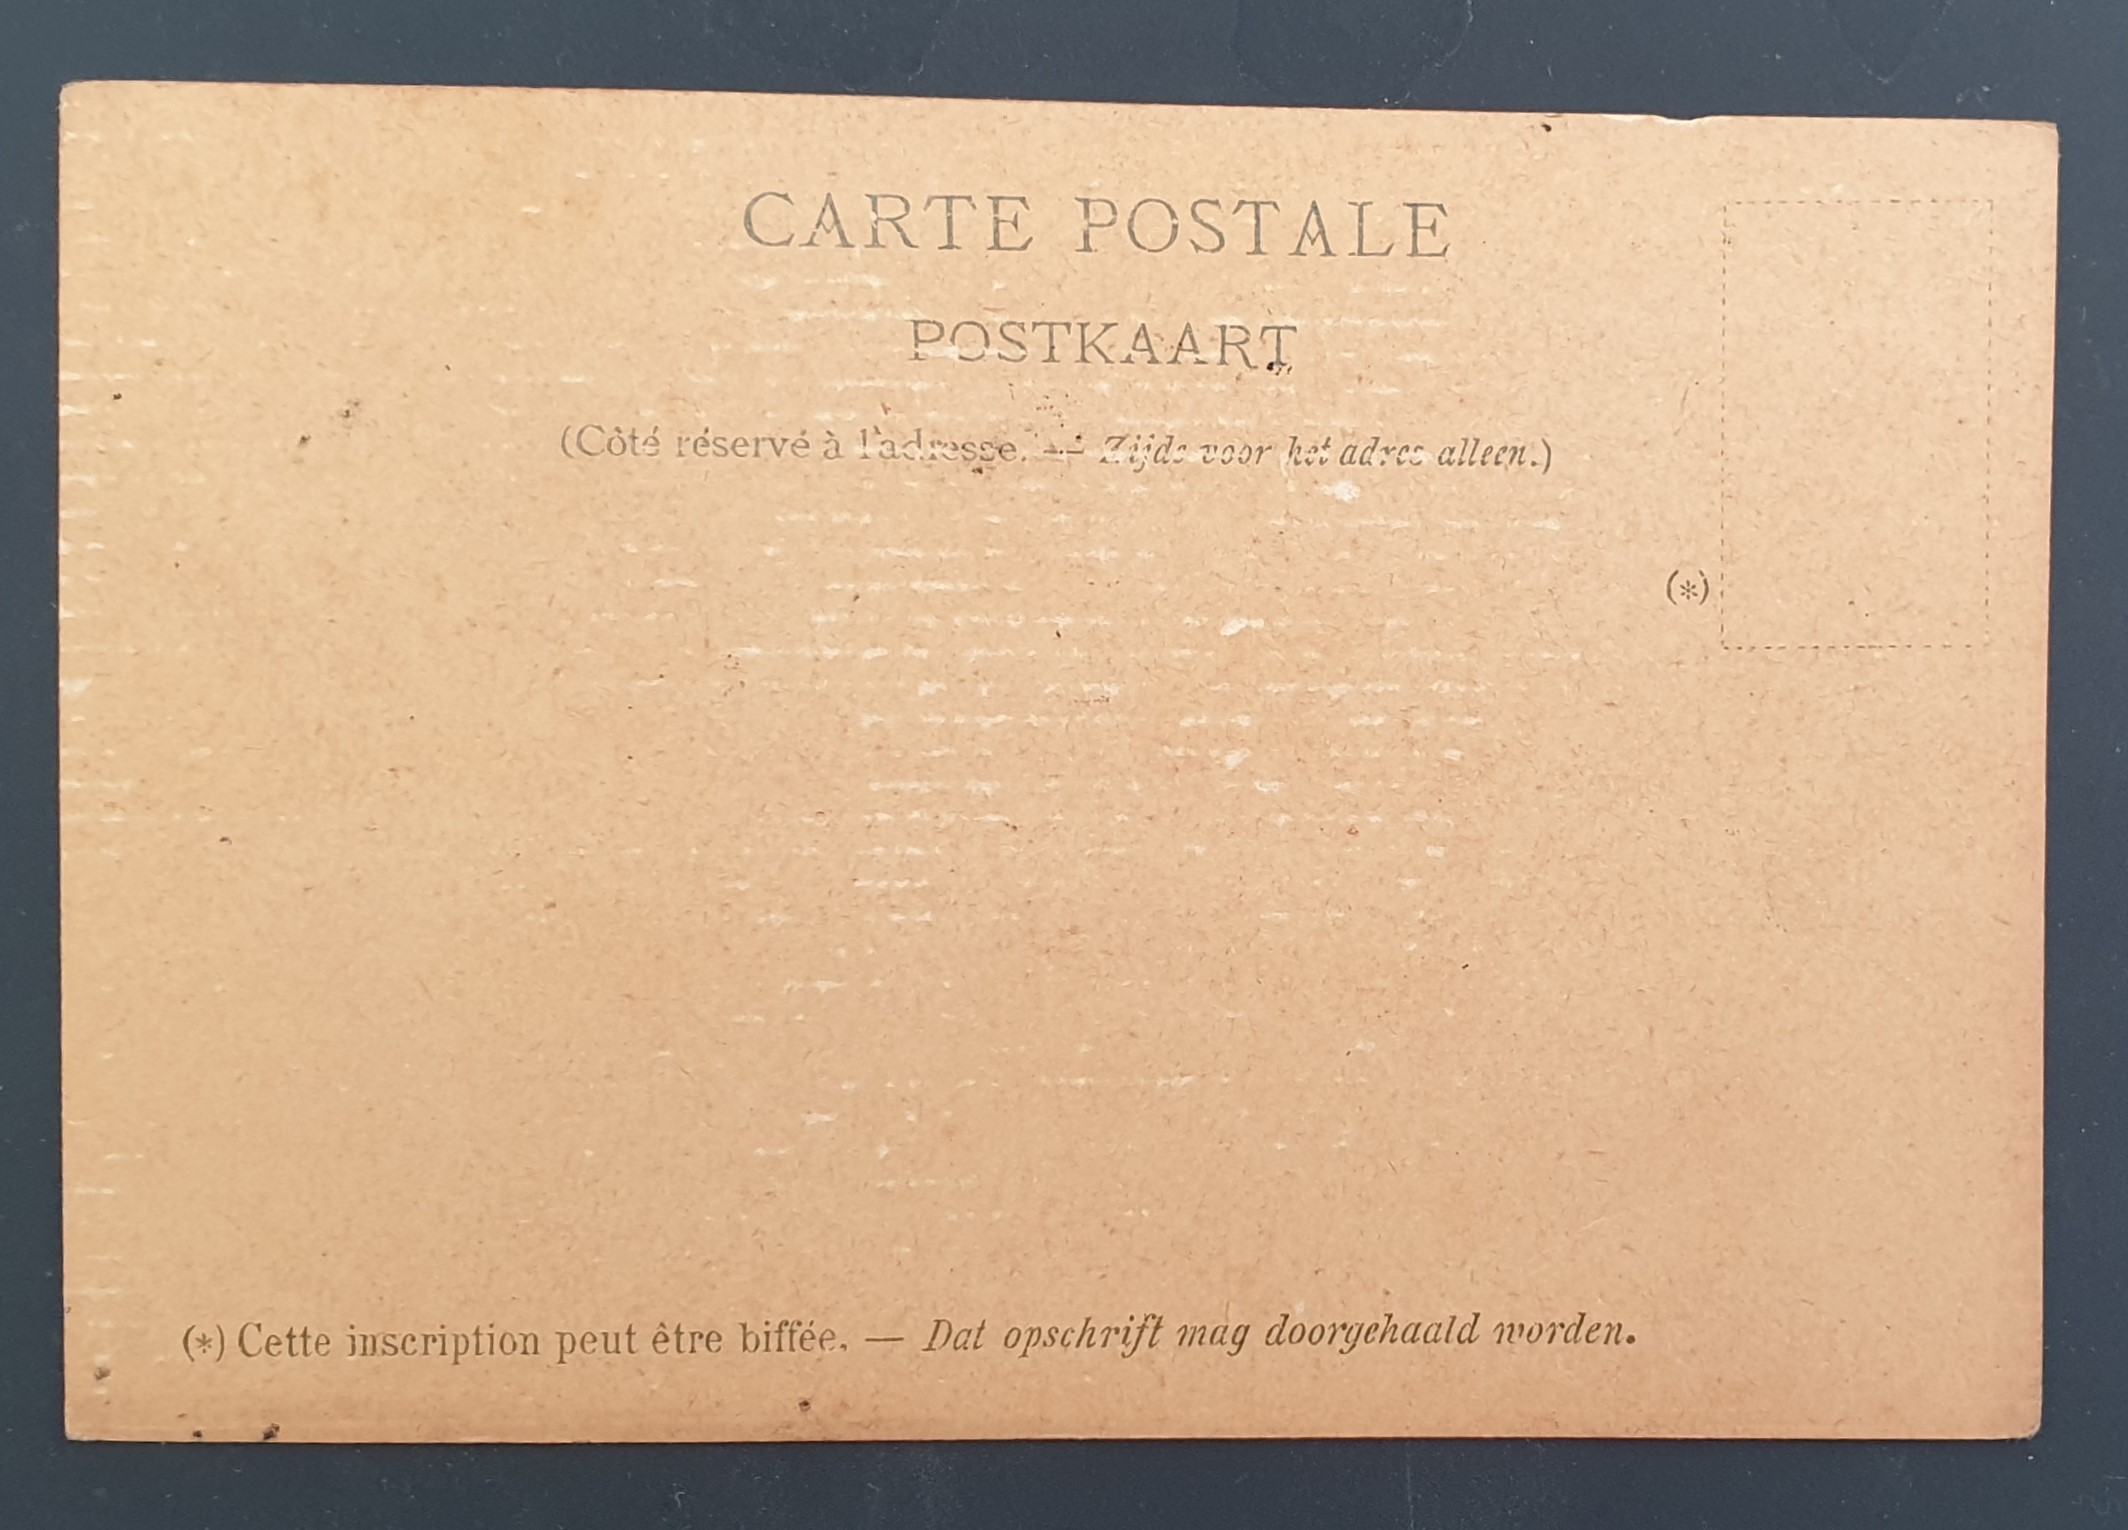 CARTE POSTALE
POSTKAART
(Côté réservé à l'adresse. — Zijde voor het adres alleen.)
(*)
(*) Cette inscription peut être biffée. — Dat opschrift mag doorgehaald worden.